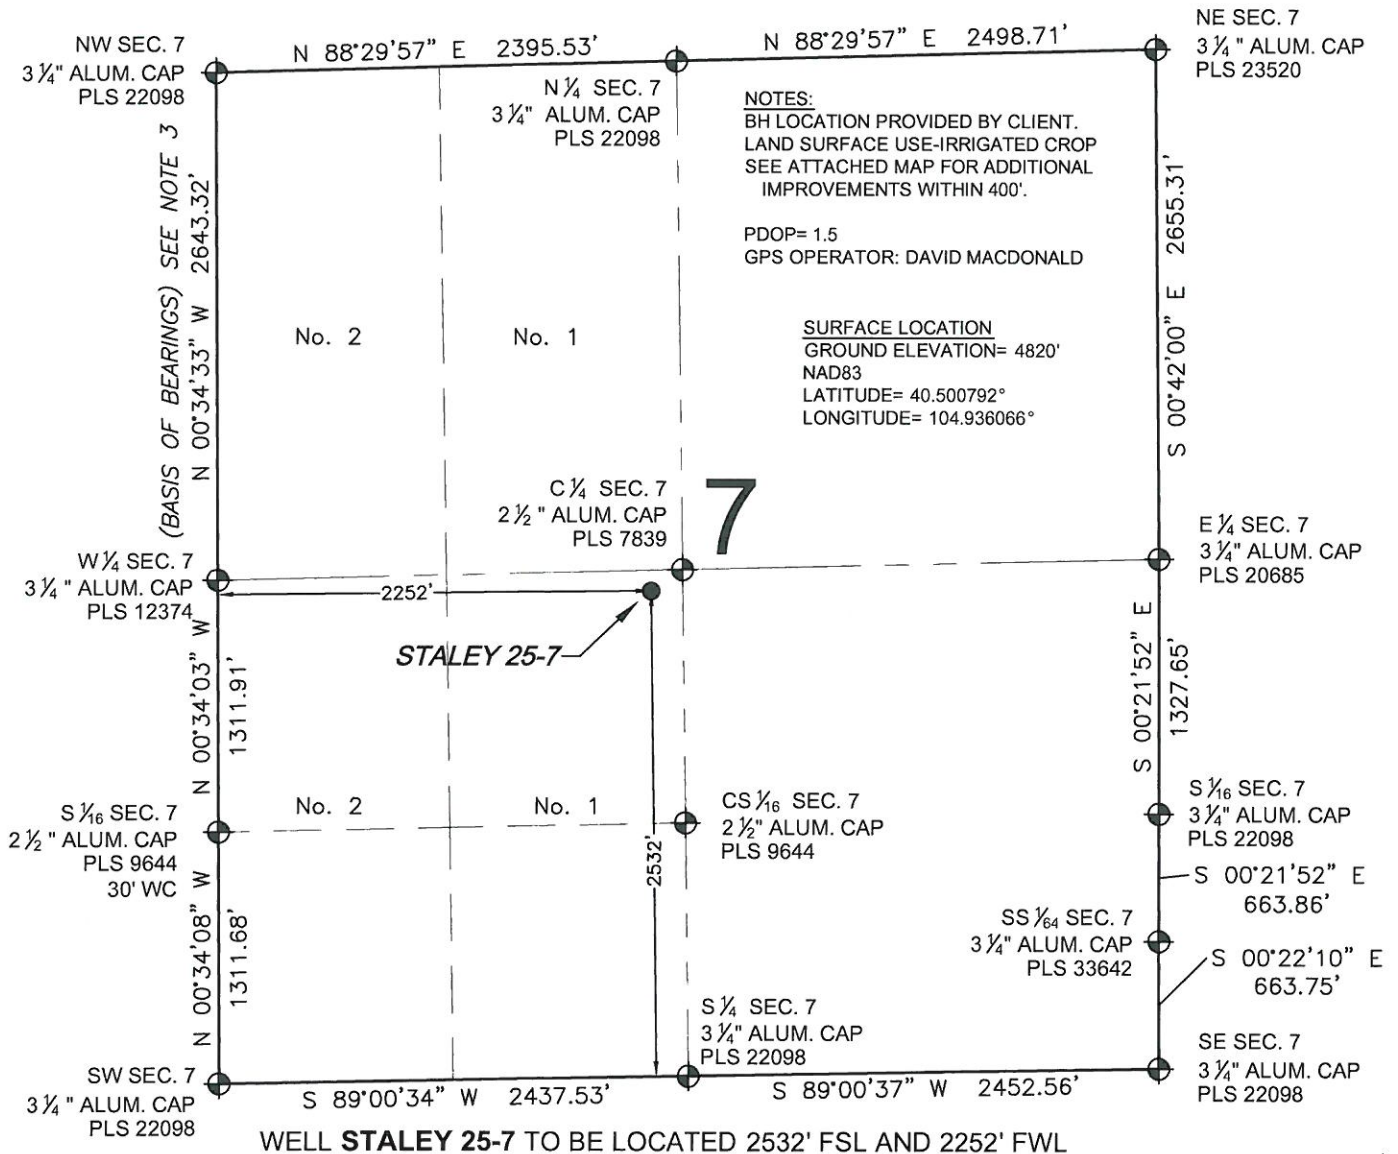 N 88°29'57" E 2395.53'
N 88°29'57" E 2498.71'
NW SEC. 7
3 ¼" ALUM. CAP
PLS 22098
N ¼ SEC. 7
3 ¼" ALUM. CAP
PLS 22098
NE SEC. 7
3 ¼" ALUM. CAP
PLS 23520
NOTES:
BH LOCATION PROVIDED BY CLIENT.
LAND SURFACE USE-IRRIGATED CROP
SEE ATTACHED MAP FOR ADDITIONAL
IMPROVEMENTS WITHIN 400'.
PDOP= 1.5
GPS OPERATOR: DAVID MACDONALD
SURFACE LOCATION
GROUND ELEVATION= 4820'
NAD83
LATITUDE= 40.500792°
LONGITUDE= 104.936066°
(BASIS OF BEARINGS) SEE NOTE 3
N 00°34'33" W 2643.32'
S 00°42'00" E 2655.31'
No. 2
No. 1
C ¼ SEC. 7
2 ½" ALUM. CAP
PLS 7839
7
W ¼ SEC. 7
3 ¼" ALUM. CAP
PLS 12374
E ¼ SEC. 7
3 ¼" ALUM. CAP
PLS 20685
2252'
STALEY 25-7
N 00°34'03" W
1311.91'
S 00°21'52" E
1327.65'
No. 2
No. 1
S 1⁄16 SEC. 7
2 ½" ALUM. CAP
PLS 9644
30' WC
2532'
CS 1⁄16 SEC. 7
2 ½" ALUM. CAP
PLS 9644
S 1⁄16 SEC. 7
3 ¼" ALUM. CAP
PLS 22098
S 00°21'52" E
663.86'
SS 1⁄64 SEC. 7
3 ¼" ALUM. CAP
PLS 33642
S 00°22'10" E
663.75'
N 00°34'08" W
1311.68'
S ¼ SEC. 7
3 ¼" ALUM. CAP
PLS 22098
SW SEC. 7
3 ¼" ALUM. CAP
PLS 22098
SE SEC. 7
3 ¼" ALUM. CAP
PLS 22098
S 89°00'34" W 2437.53'
S 89°00'37" W 2452.56'
WELL STALEY 25-7 TO BE LOCATED 2532' FSL AND 2252' FWL